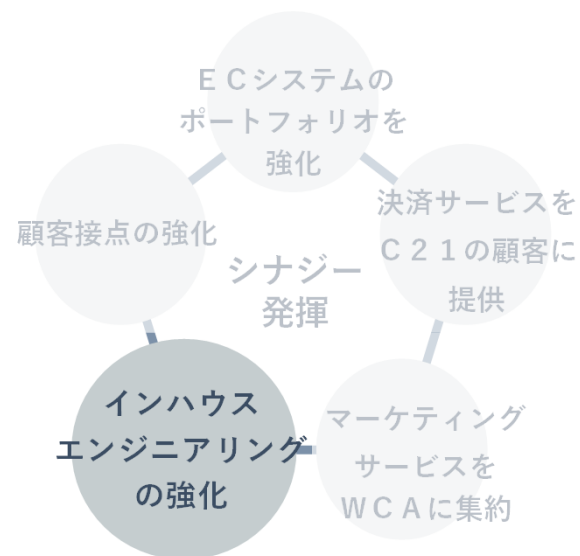 ＥＣシステムの
ポートフォリオを
強化
顧客接点の強化
決済サービスを
Ｃ２１の顧客に
提供
シナジー
発揮
インハウス
エンジニアリング
の強化
マーケティング
サービスを
ＷＣＡに集約